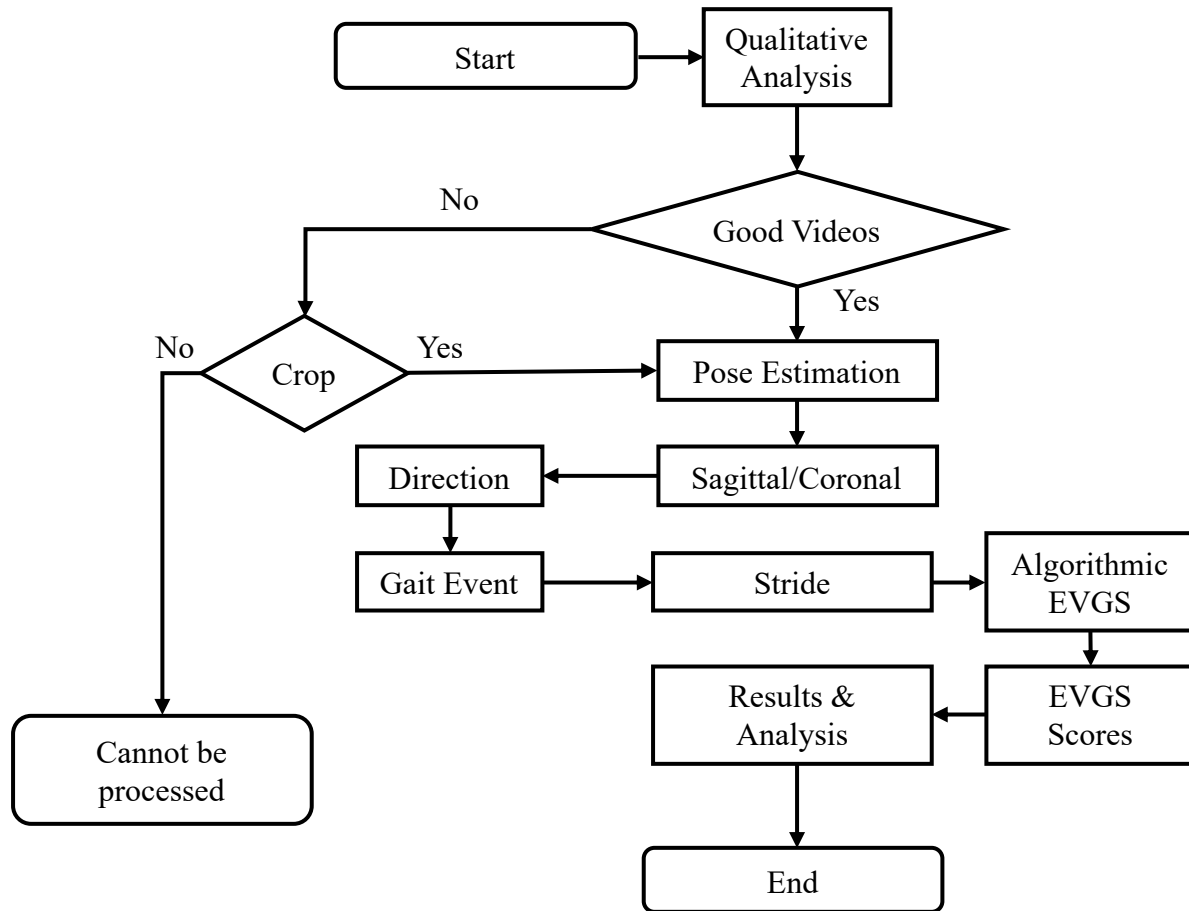 Start
Qualitative
Analysis
No
Good Videos
Yes
No
Crop
Yes
Pose Estimation
Direction
Sagittal/Coronal
Gait Event
Stride
Algorithmic
EVGS
Results &
Analysis
EVGS
Scores
Cannot be
processed
End